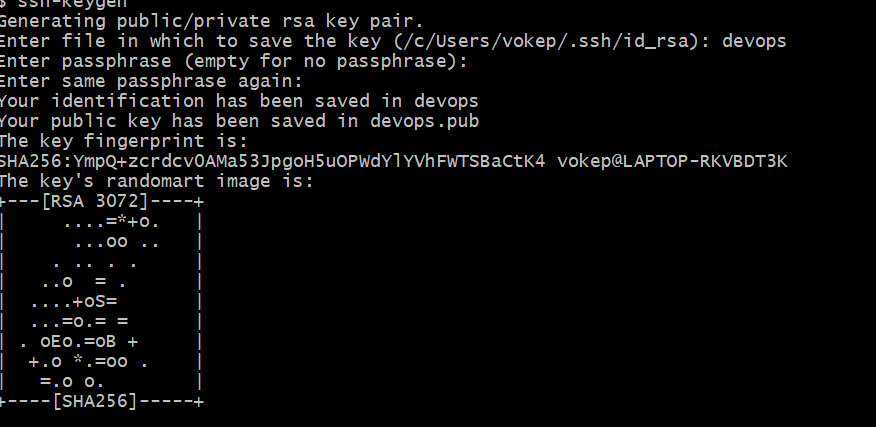 $ ssh-keygen
Generating public/private rsa key pair.
Enter file in which to save the key (/c/Users/vokep/.ssh/id_rsa): devops
Enter passphrase (empty for no passphrase):
Enter same passphrase again:
Your identification has been saved in devops
Your public key has been saved in devops.pub
The key fingerprint is:
SHA256:YmpQ+zcrdcv0AMa53JpgoH5uOPWdYlYVhFWTSBaCtK4 vokep@LAPTOP-RKVBDT3K
The key's randomart image is:
+---[RSA 3072]----+
|     ....=*+o.   |
|      ...oo ..   |
|    . .. . .     |
|   ..o  = .      |
|  ....+oS=       |
|  ...=o.= =      |
| . oEo.=oB +     |
|  +.o *.=oo .    |
|   =.o o.        |
+----[SHA256]-----+